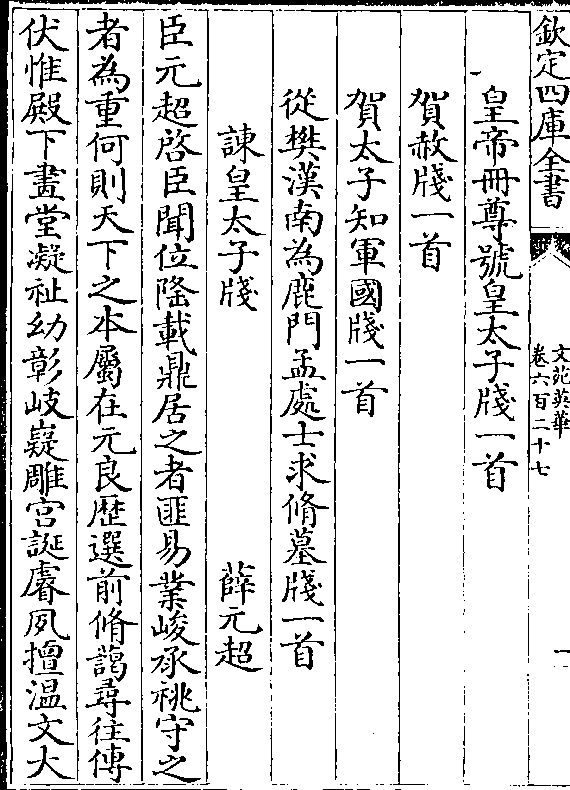 欽定四庫全書
文苑英華
卷六百二十七
一
皇帝冊尊號皇太子牋一首
賀赦牋一首
賀太子知軍國牋一首
從樊漢南為鹿門孟處士求脩墓牋一首
諫皇太子牋 薛元超
臣元超啓臣聞位隆載鼎居之者匪易業峻承祧守之
者為重何則天下之本屬在元良歴選前脩藹尋往傳
伏惟殿下畫堂凝祉幼彰岐嶷雕宫誕睿夙擅温文大